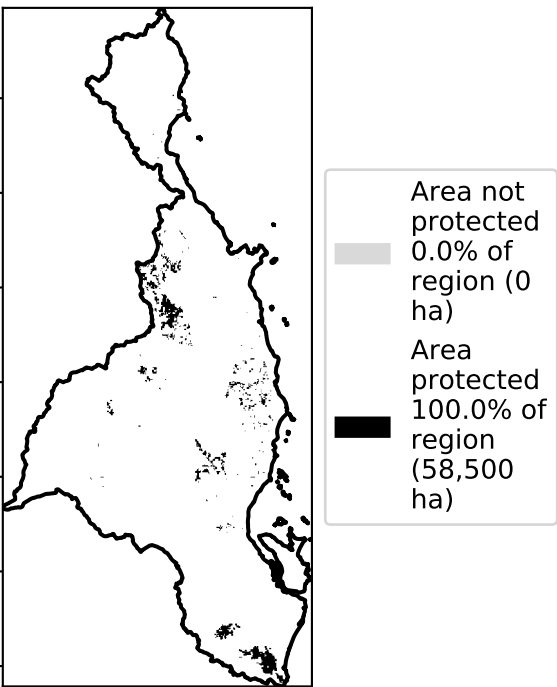 Area not
protected
0.0% of
region (0
ha)
Area
protected
100.0% of
region
(58,500
ha)